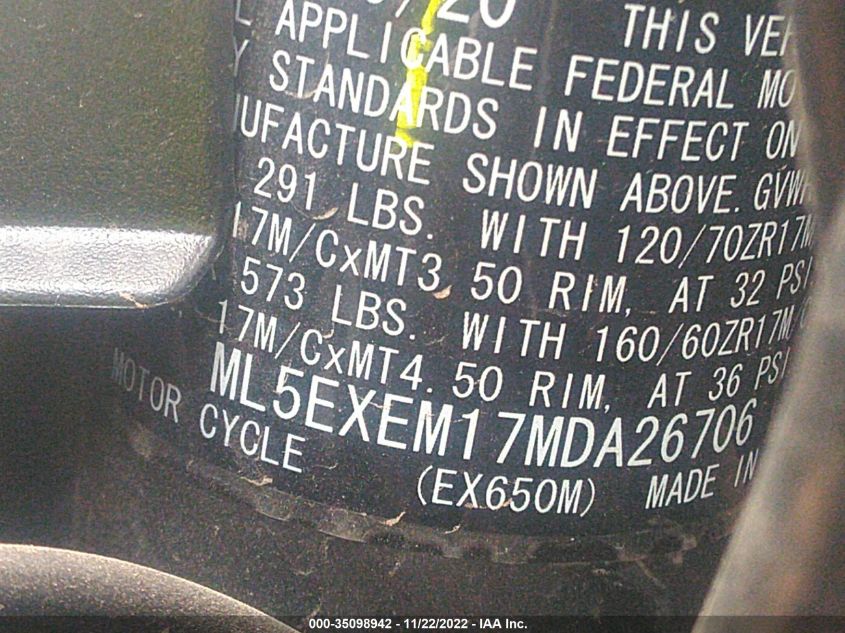 /20 THIS VE
L APPLICABLE FEDERAL MO
Y STANDARDS IN EFFECT ON
UFACTURE SHOWN ABOVE. GVW
291 LBS. WITH 120/70ZR17M
17M/CxMT3 50 RIM, AT 32 PSI
573 LBS. WITH 160/60ZR17M/
17M/CxMT4.50 RIM, AT 36 PSI
ML5EXEM17MDA26706
MOTOR CYCLE (EX650M) MADE IN
000-35098942 - 11/22/2022 - IAA Inc.